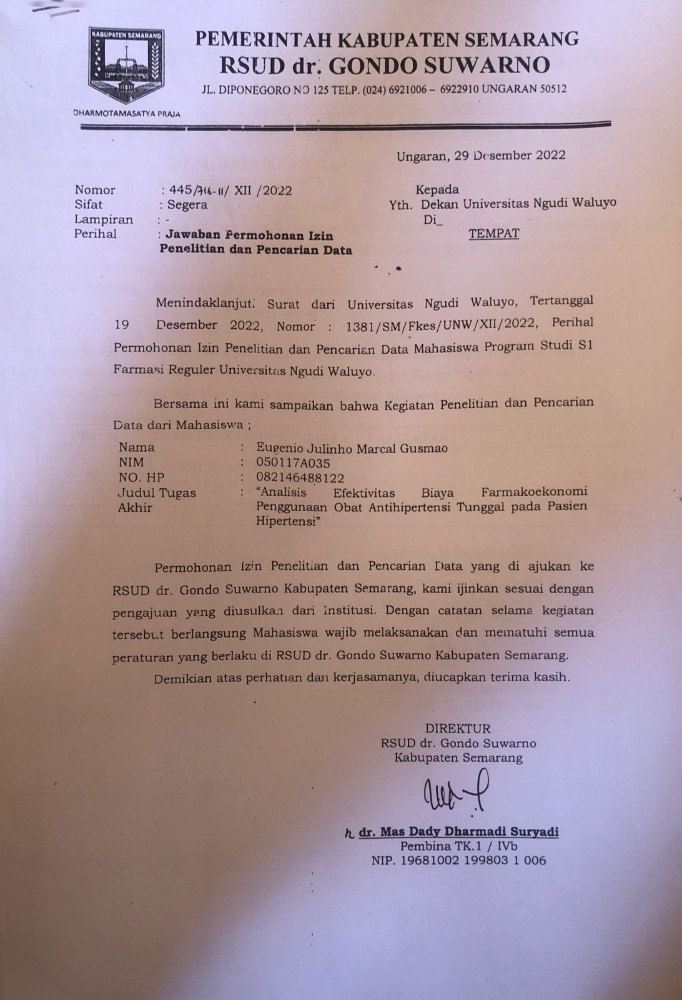 KABUPATEN SEMARANG
DHARMOTAMASATYA PRAJA
PEMERINTAH KABUPATEN SEMARANG
RSUD dr. GONDO SUWARNO
JL. DIPONEGORO NO 125 TELP. (024) 6921006 – 6922910 UNGARAN 50512
Ungaran, 29 Desember 2022
Nomor : 445/716-11/ XII /2022
Sifat : Segera
Lampiran : -
Perihal : Jawaban Permohonan Izin
Penelitian dan Pencarian Data
Kepada
Yth. Dekan Universitas Ngudi Waluyo
Di_
TEMPAT
Menindaklanjuti Surat dari Universitas Ngudi Waluyo, Tertanggal
19 Desember 2022, Nomor : 1381/SM/Fkes/UNW/XII/2022, Perihal
Permohonan Izin Penelitian dan Pencarian Data Mahasiswa Program Studi S1
Farmasi Reguler Universitas Ngudi Waluyo.
Bersama ini kami sampaikan bahwa Kegiatan Penelitian dan Pencarian
Data dari Mahasiswa ;
Nama : Eugenio Julinho Marcal Gusmao
NIM : 050117A035
NO. HP : 082146488122
Judul Tugas : “Analisis Efektivitas Biaya Farmakoekonomi
Akhir Penggunaan Obat Antihipertensi Tunggal pada Pasien
Hipertensi”
Permohonan Izin Penelitian dan Pencarian Data yang di ajukan ke
RSUD dr. Gondo Suwarno Kabupaten Semarang, kami ijinkan sesuai dengan
pengajuan yang diusulkan dari Institusi. Dengan catatan selama kegiatan
tersebut berlangsung Mahasiswa wajib melaksanakan dan mematuhi semua
peraturan yang berlaku di RSUD dr. Gondo Suwarno Kabupaten Semarang.
Demikian atas perhatian dan kerjasamanya, diucapkan terima kasih.
DIREKTUR
RSUD dr. Gondo Suwarno
Kabupaten Semarang
dr. Mas Dady Dharmadi Suryadi
Pembina TK.1 / IVb
NIP. 19681002 199803 1 006